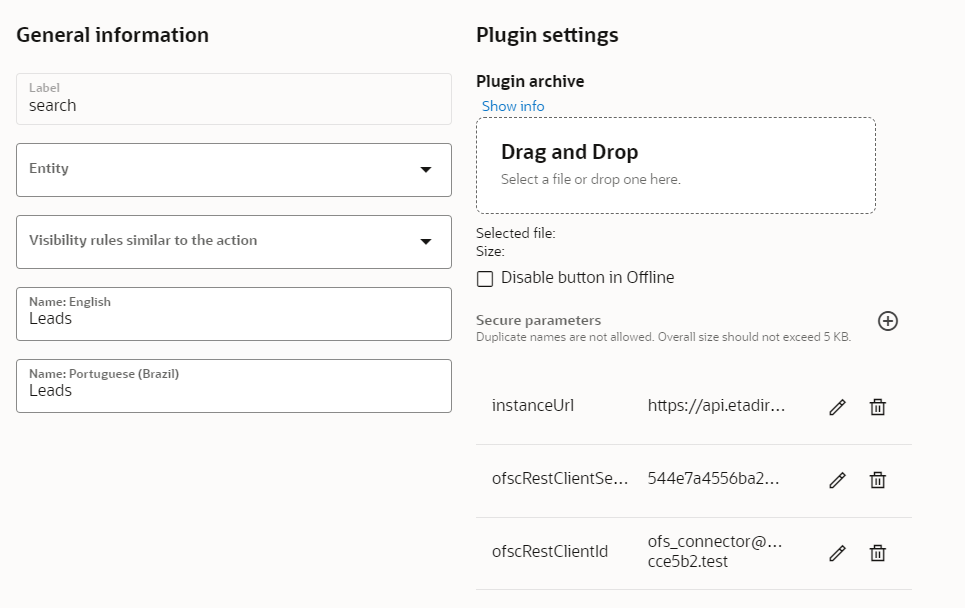 General information
Label
search
Entity
Visibility rules similar to the action
Name: English
Leads
Name: Portuguese (Brazil)
Leads
Plugin settings
Plugin archive
Show info
Drag and Drop
Select a file or drop one here.
Selected file:
Size:
Disable button in Offline
Secure parameters
Duplicate names are not allowed. Overall size should not exceed 5 KB.
instanceUrl https://api.etadir...
ofscRestClientSe... 544e7a4556ba2...
ofscRestClientId ofs_connector@...
cce5b2.test